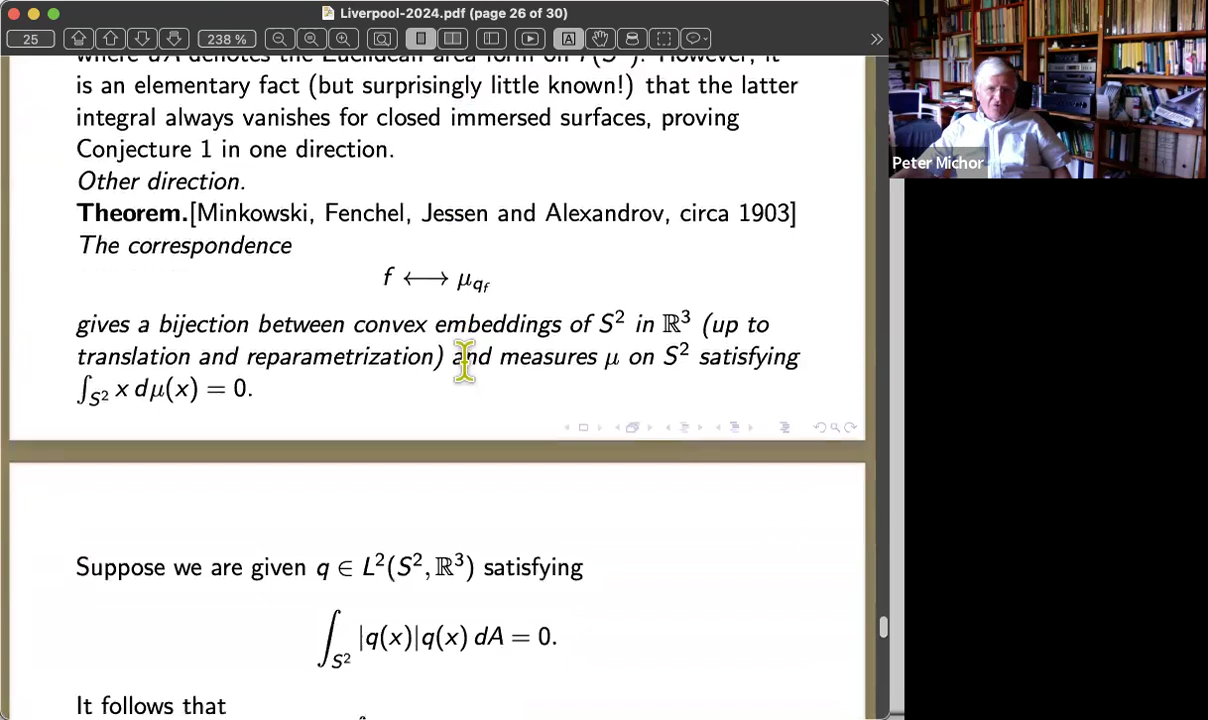 Liverpool-2024.pdf (page 26 of 30)
25
238 %
is an elementary fact (but surprisingly little known!) that the latter
integral always vanishes for closed immersed surfaces, proving
Conjecture 1 in one direction.
Other direction.
Theorem.[Minkowski, Fenchel, Jessen and Alexandrov, circa 1903]
The correspondence
f ⟷ μ_{q_f}
gives a bijection between convex embeddings of S² in ℝ³ (up to
translation and reparametrization) and measures μ on S² satisfying
∫_{S²} x dμ(x) = 0.
Suppose we are given q ∈ L²(S², ℝ³) satisfying
∫_{S²} |q(x)|q(x) dA = 0.
It follows that
Peter Michor